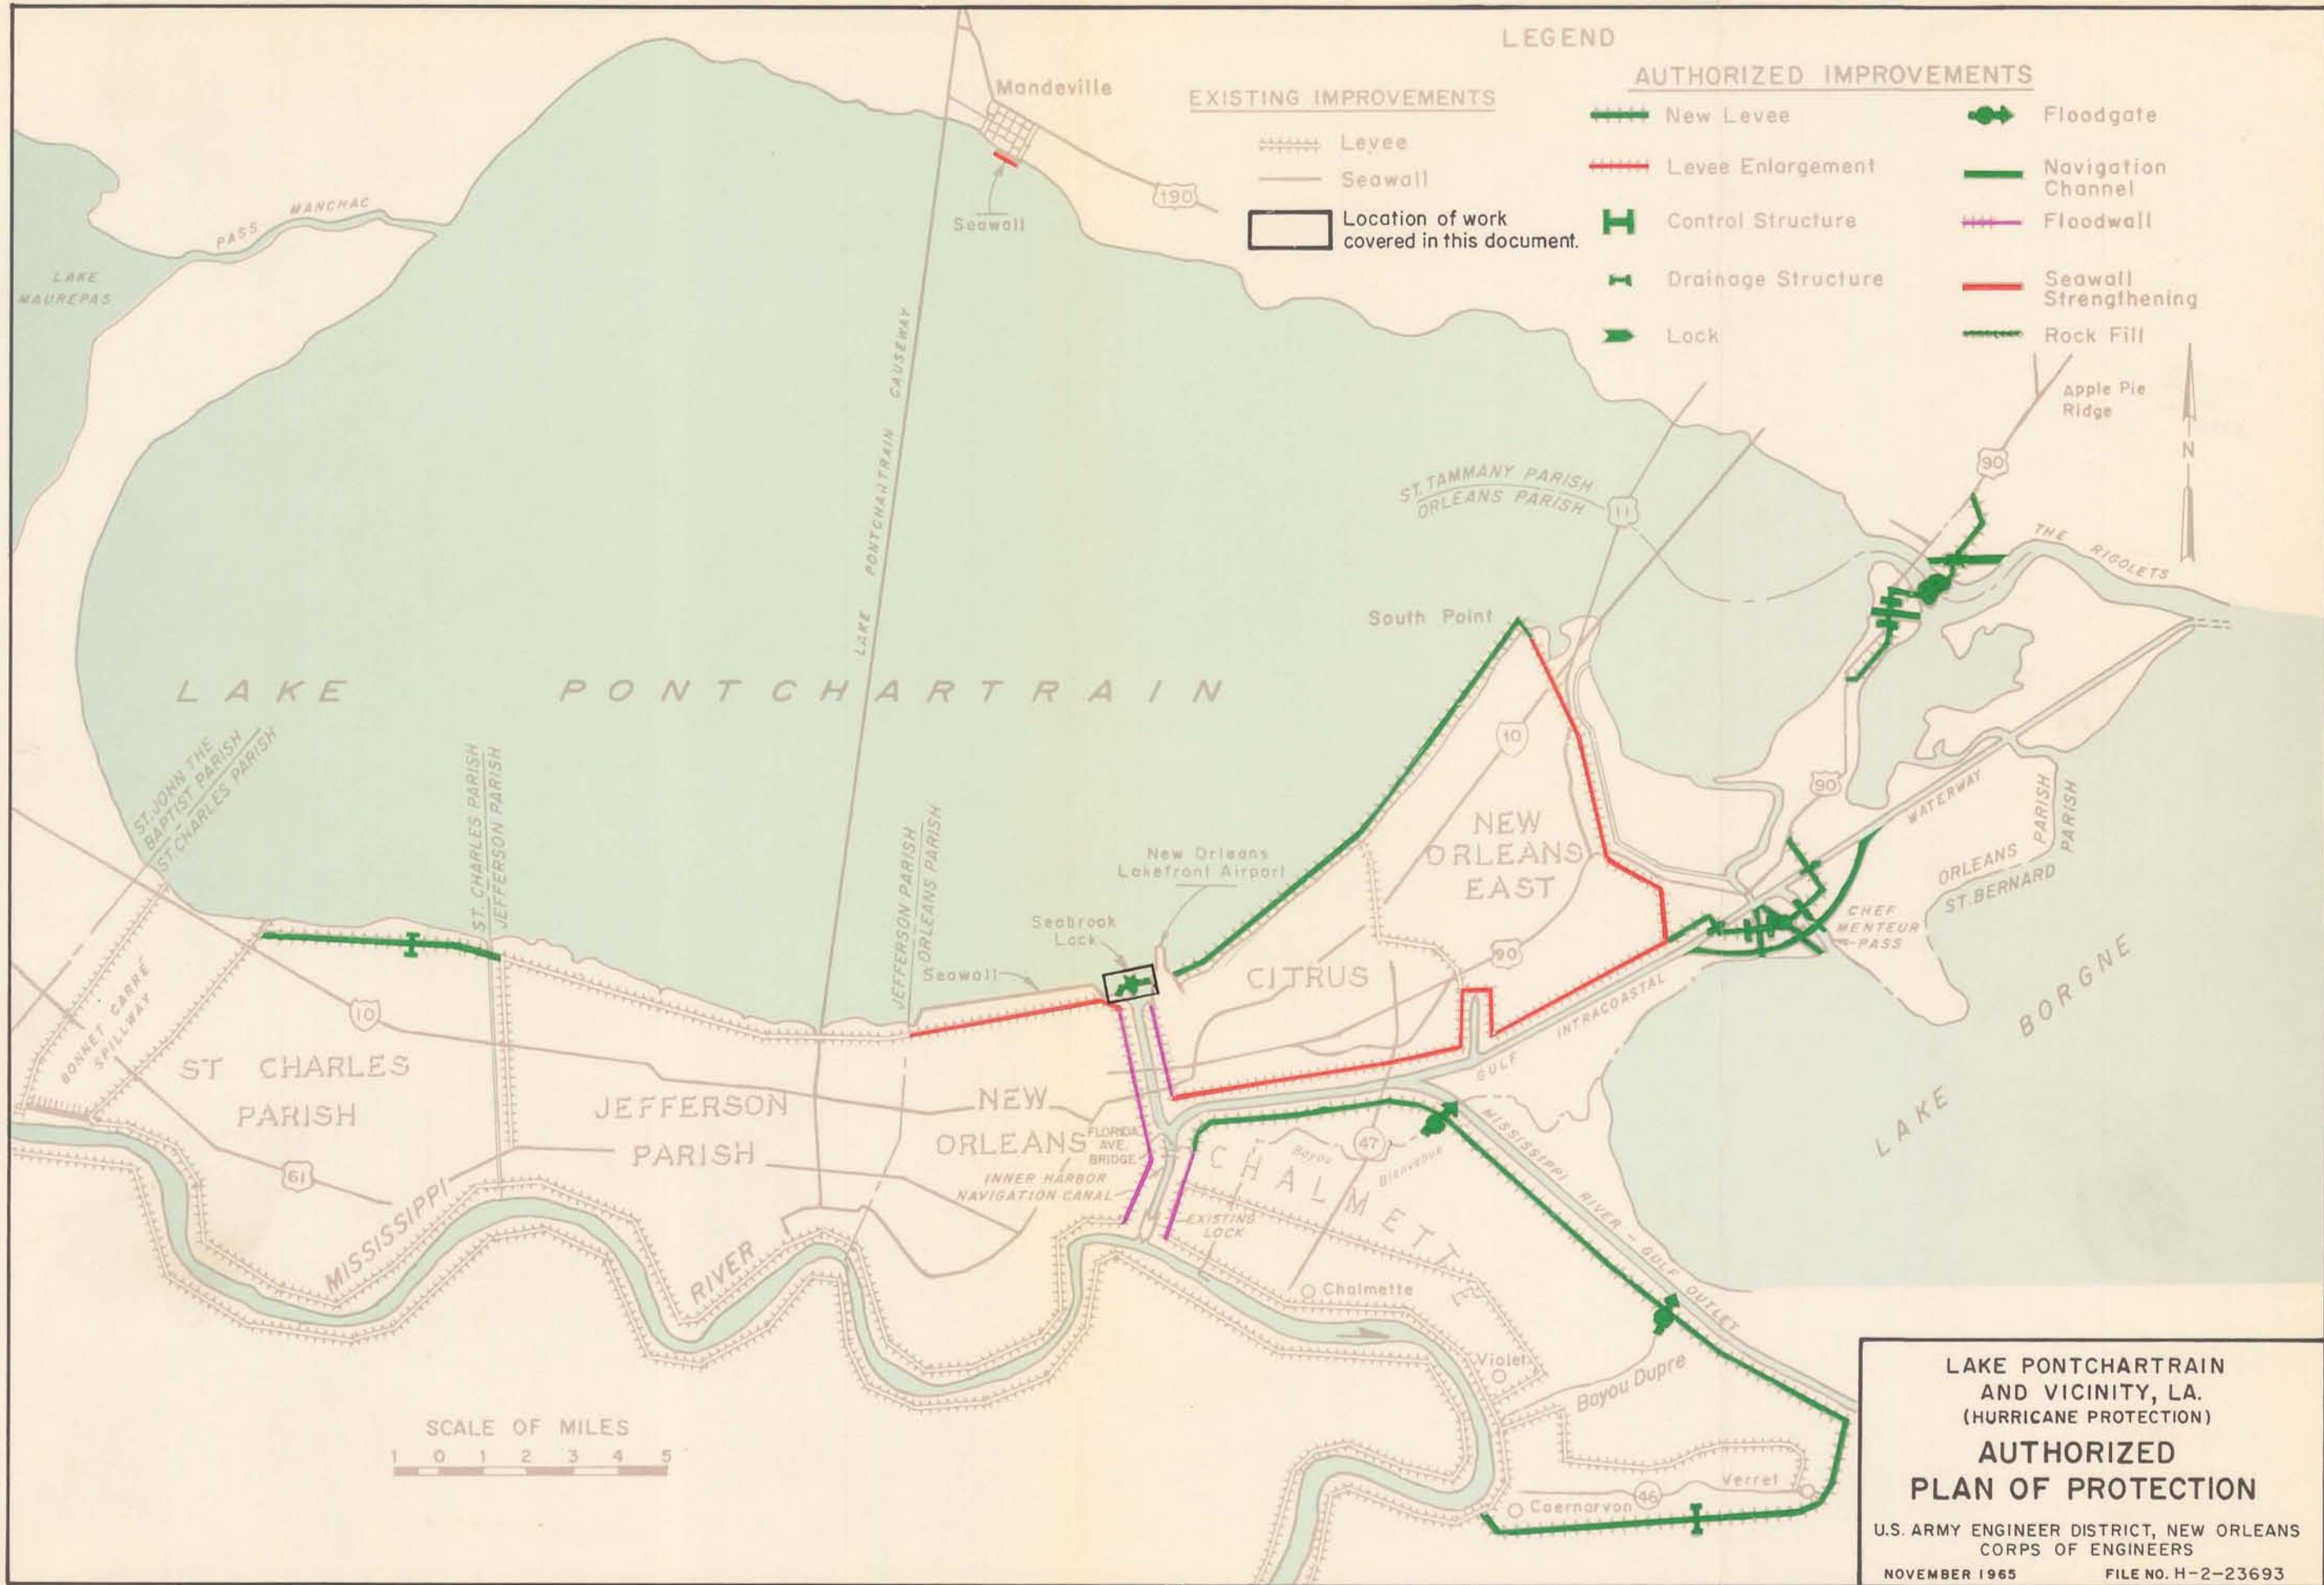 LEGEND
EXISTING IMPROVEMENTS
Levee
Seawall
Location of work
covered in this document.
AUTHORIZED IMPROVEMENTS
New Levee
Levee Enlargement
Control Structure
Drainage Structure
Lock
Floodgate
Navigation
Channel
Floodwall
Seawall
Strengthening
Rock Fill
Mandeville
190
Seawall
PASS MANCHAC
LAKE
MAUREPAS
LAKE PONTCHARTRAIN CAUSEWAY
Apple Pie
Ridge
N
90
ST. TAMMANY PARISH
ORLEANS PARISH
11
THE RIGOLETS
South Point
LAKE PONTCHARTRAIN
10
ST. JOHN THE
BAPTIST PARISH
ST. CHARLES PARISH
ST. CHARLES PARISH
JEFFERSON PARISH
JEFFERSON PARISH
ORLEANS PARISH
New Orleans
Lakefront Airport
Seabrook
Lock
Seawall
NEW
ORLEANS
EAST
90
CITRUS
90
GULF INTRACOASTAL WATERWAY
CHEF
MENTEUR
PASS
ORLEANS PARISH
ST. BERNARD PARISH
LAKE BORGNE
BONNET CARRE
SPILLWAY
10
ST CHARLES
PARISH
61
JEFFERSON
PARISH
NEW
ORLEANS
FLORIDA
AVE.
BRIDGE
INNER HARBOR
NAVIGATION CANAL
EXISTING
LOCK
CHALMETTE
Bayou Bienvenue
47
MISSISSIPPI RIVER - GULF OUTLET
MISSISSIPPI RIVER
Chalmette
Violet
Bayou Dupre
Verret
46
Caernarvon
SCALE OF MILES
1 0 1 2 3 4 5
LAKE PONTCHARTRAIN
AND VICINITY, LA.
(HURRICANE PROTECTION)
AUTHORIZED
PLAN OF PROTECTION
U.S. ARMY ENGINEER DISTRICT, NEW ORLEANS
CORPS OF ENGINEERS
NOVEMBER 1965 FILE NO. H-2-23693